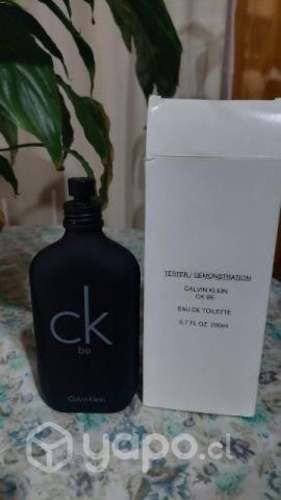 ck
be
Calvin Klein
TESTER / DEMONSTRATION
CALVIN KLEIN
CK BE
EAU DE TOILETTE
6.7 FL OZ 200ml
yapo.cl